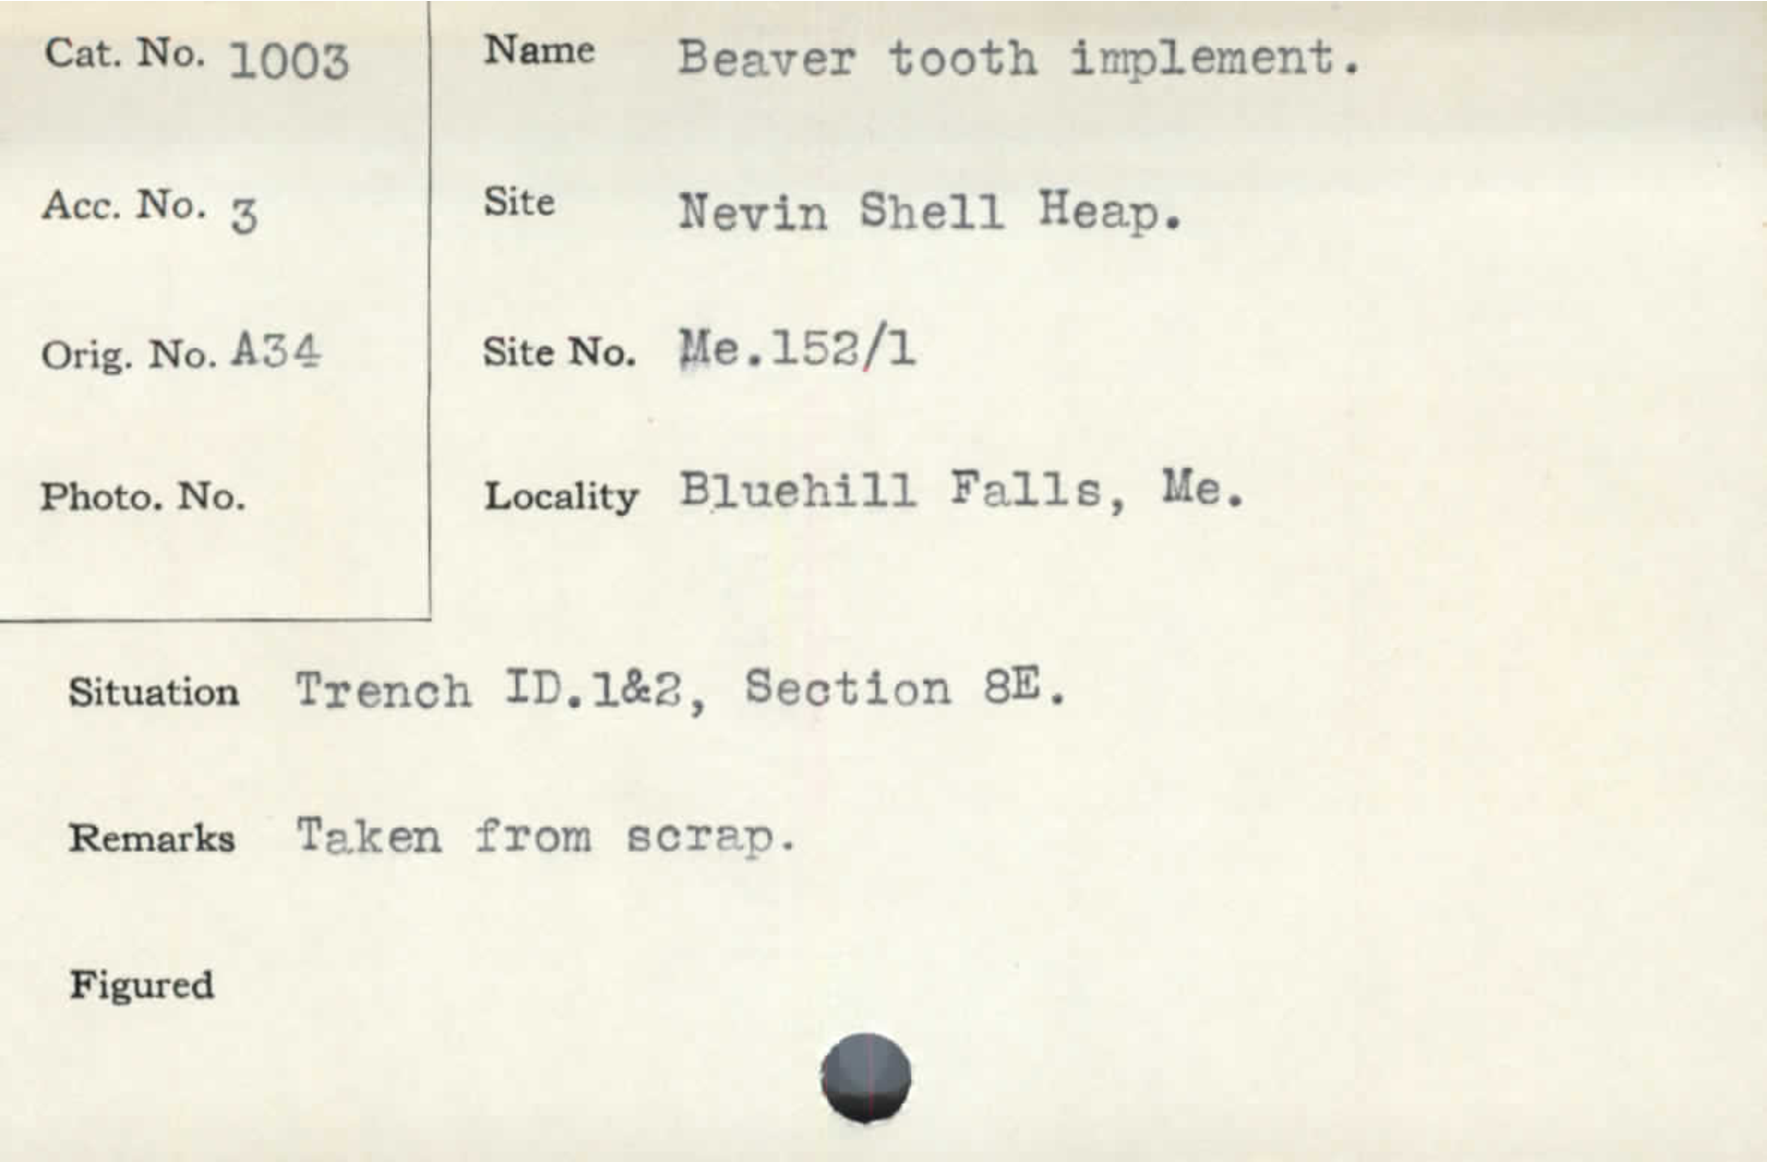 Cat. No. 1003
Name Beaver tooth implement.
Acc. No. 3
Site Nevin Shell Heap.
Orig. No. A34
Site No. Me.152/1
Photo. No.
Locality Bluehill Falls, Me.
Situation Trench ID.1&2, Section 8E.
Remarks Taken from scrap.
Figured